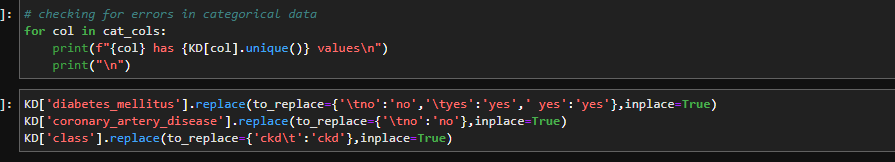 ]: # checking for errors in categorical data
for col in cat_cols:
    print(f"{col} has {KD[col].unique()} values\n")
    print("\n")
]: KD['diabetes_mellitus'].replace(to_replace={'\tno':'no','\tyes':'yes',' yes':'yes'},inplace=True)
KD['coronary_artery_disease'].replace(to_replace={'\tno':'no'},inplace=True)
KD['class'].replace(to_replace={'ckd\t':'ckd'},inplace=True)